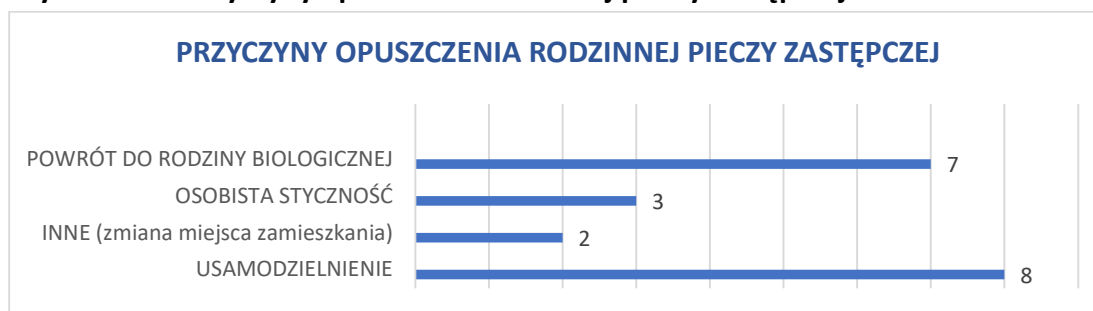 PRZYCZYNY OPUSZCZENIA RODZINNEJ PIECZY ZASTĘPCZEJ
POWRÓT DO RODZINY BIOLOGICZNEJ 7
OSOBISTA STYCZNOŚĆ 3
INNE (zmiana miejsca zamieszkania) 2
USAMODZIELNIENIE 8